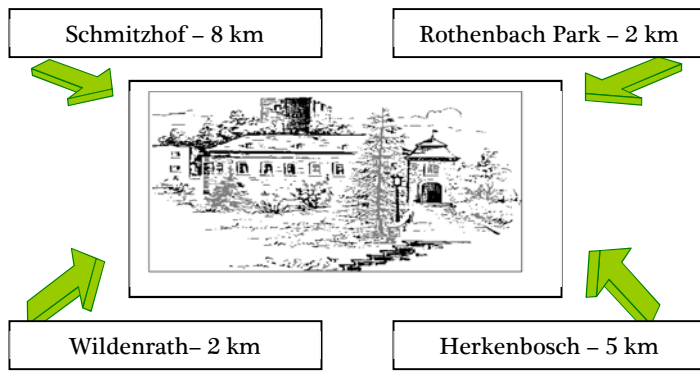 Schmitzhof – 8 km
Rothenbach Park – 2 km
Wildenrath– 2 km
Herkenbosch – 5 km